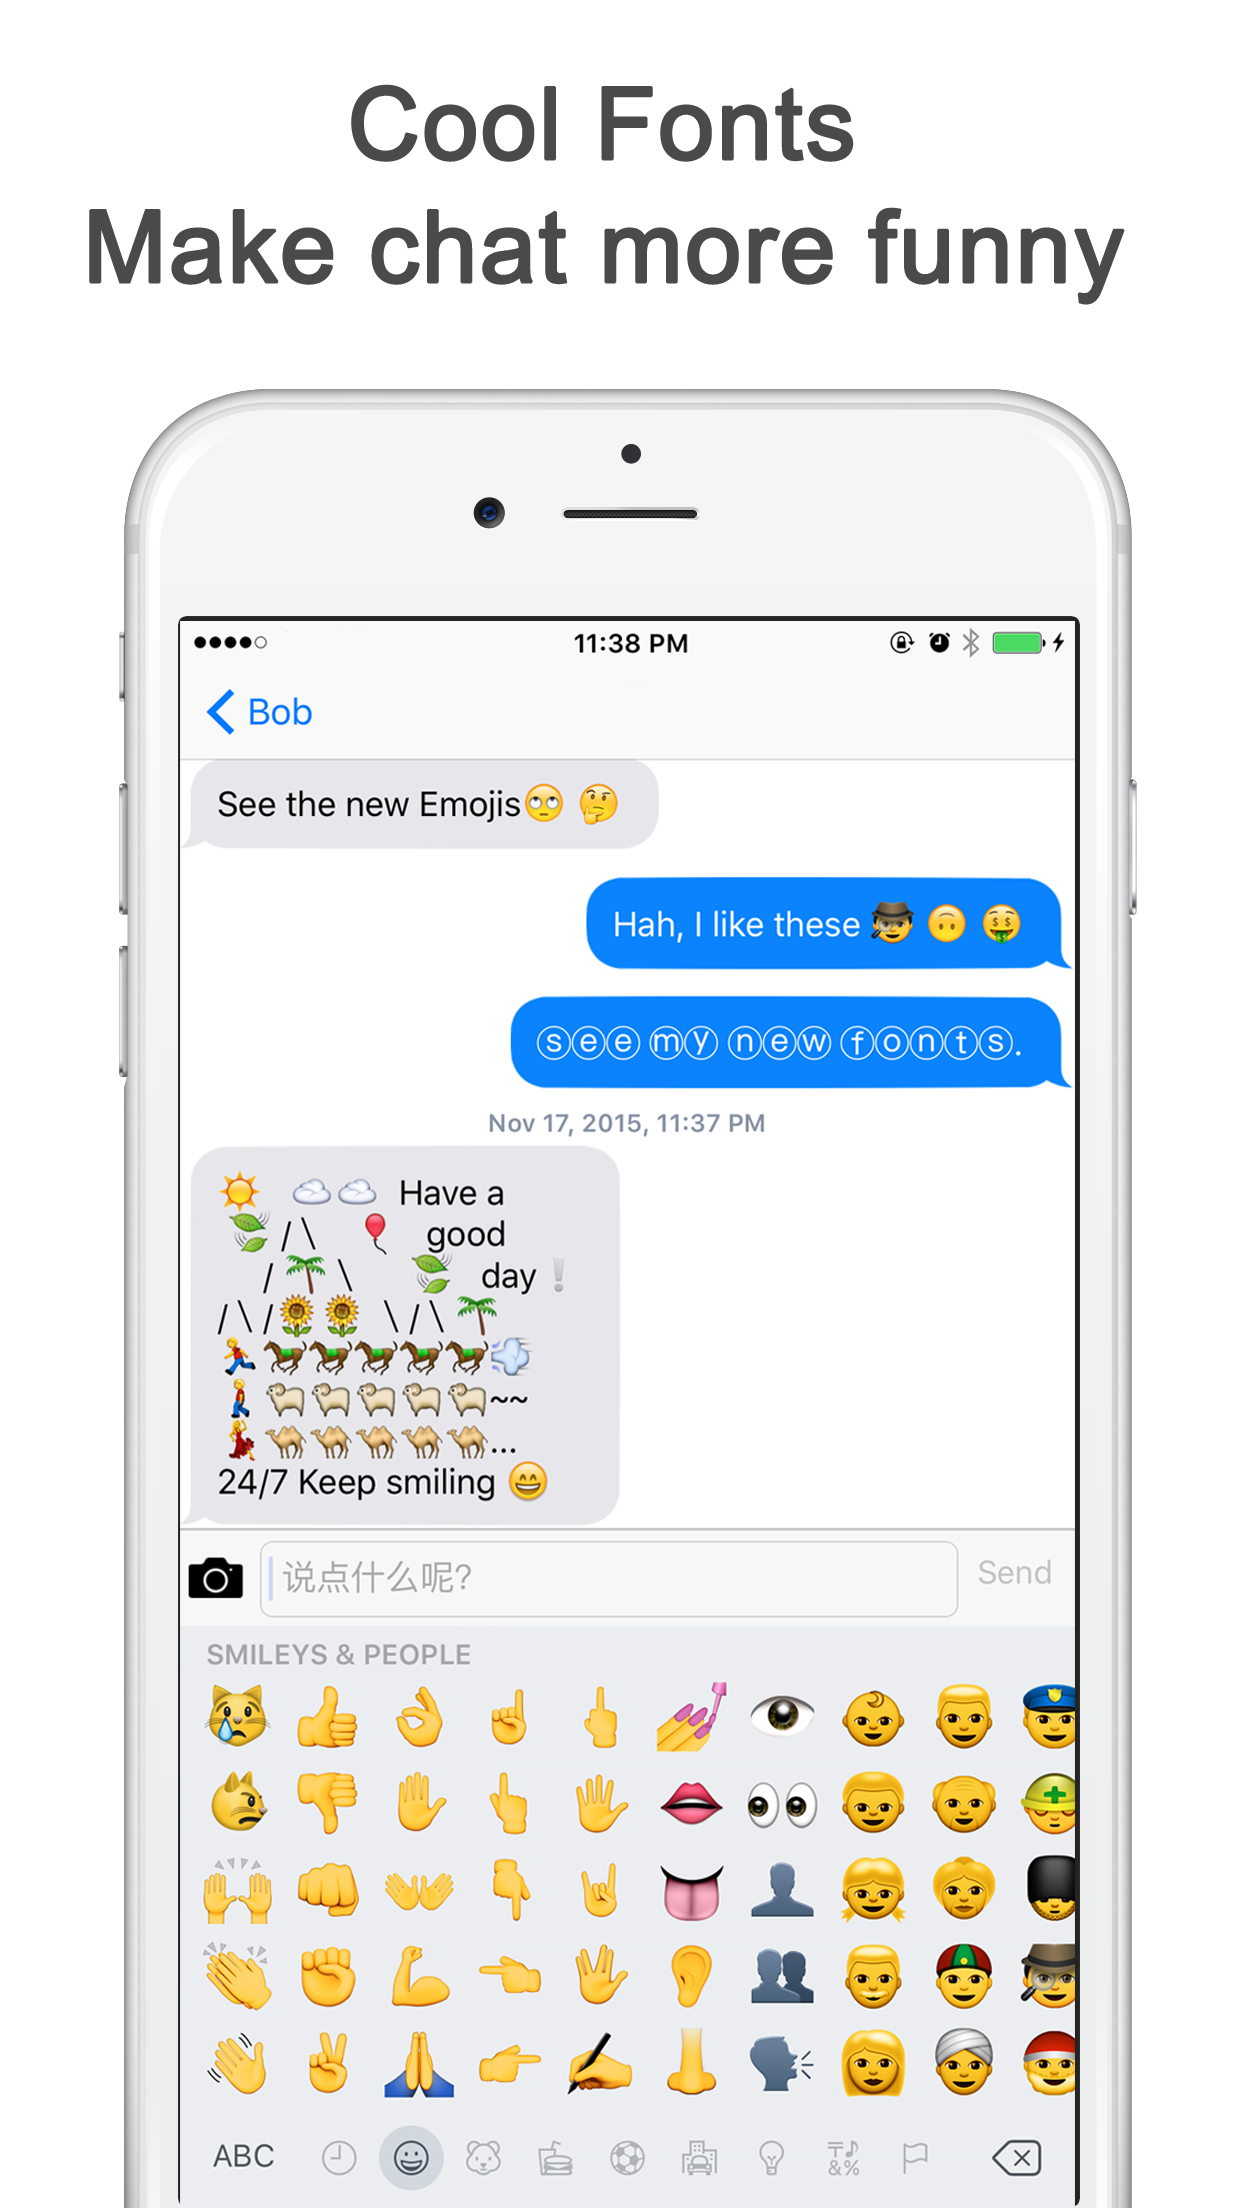 Cool Fonts
Make chat more funny
11:38 PM
Bob
See the new Emojis🙄 🤔
Hah, I like these 🕵 🙃 🤑
ⓢⓔⓔ ⓜⓨ ⓝⓔⓦ ⓕⓞⓝⓣⓢ.
Nov 17, 2015, 11:37 PM
☀️ ☁️☁️ Have a
🍃 /\ 🎈 good
/🌴\ 🍃 day❕
/\/🌻🌻 \/\🌴
🏃🐎🐎🐎🐎🐎💨
🚶🐏🐏🐏🐏🐏~~
💃🐫🐫🐫🐫🐫...
24/7 Keep smiling 😄
说点什么呢?
Send
SMILEYS & PEOPLE
ABC